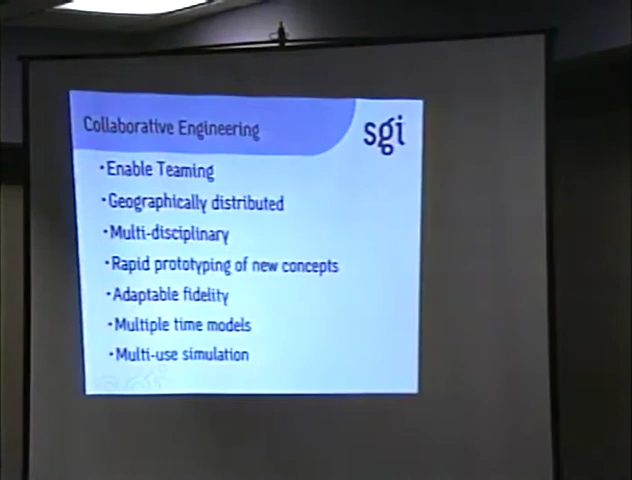 Collaborative Engineering
sgi
·Enable Teaming
·Geographically distributed
·Multi-disciplinary
·Rapid prototyping of new concepts
·Adaptable fidelity
·Multiple time models
·Multi-use simulation